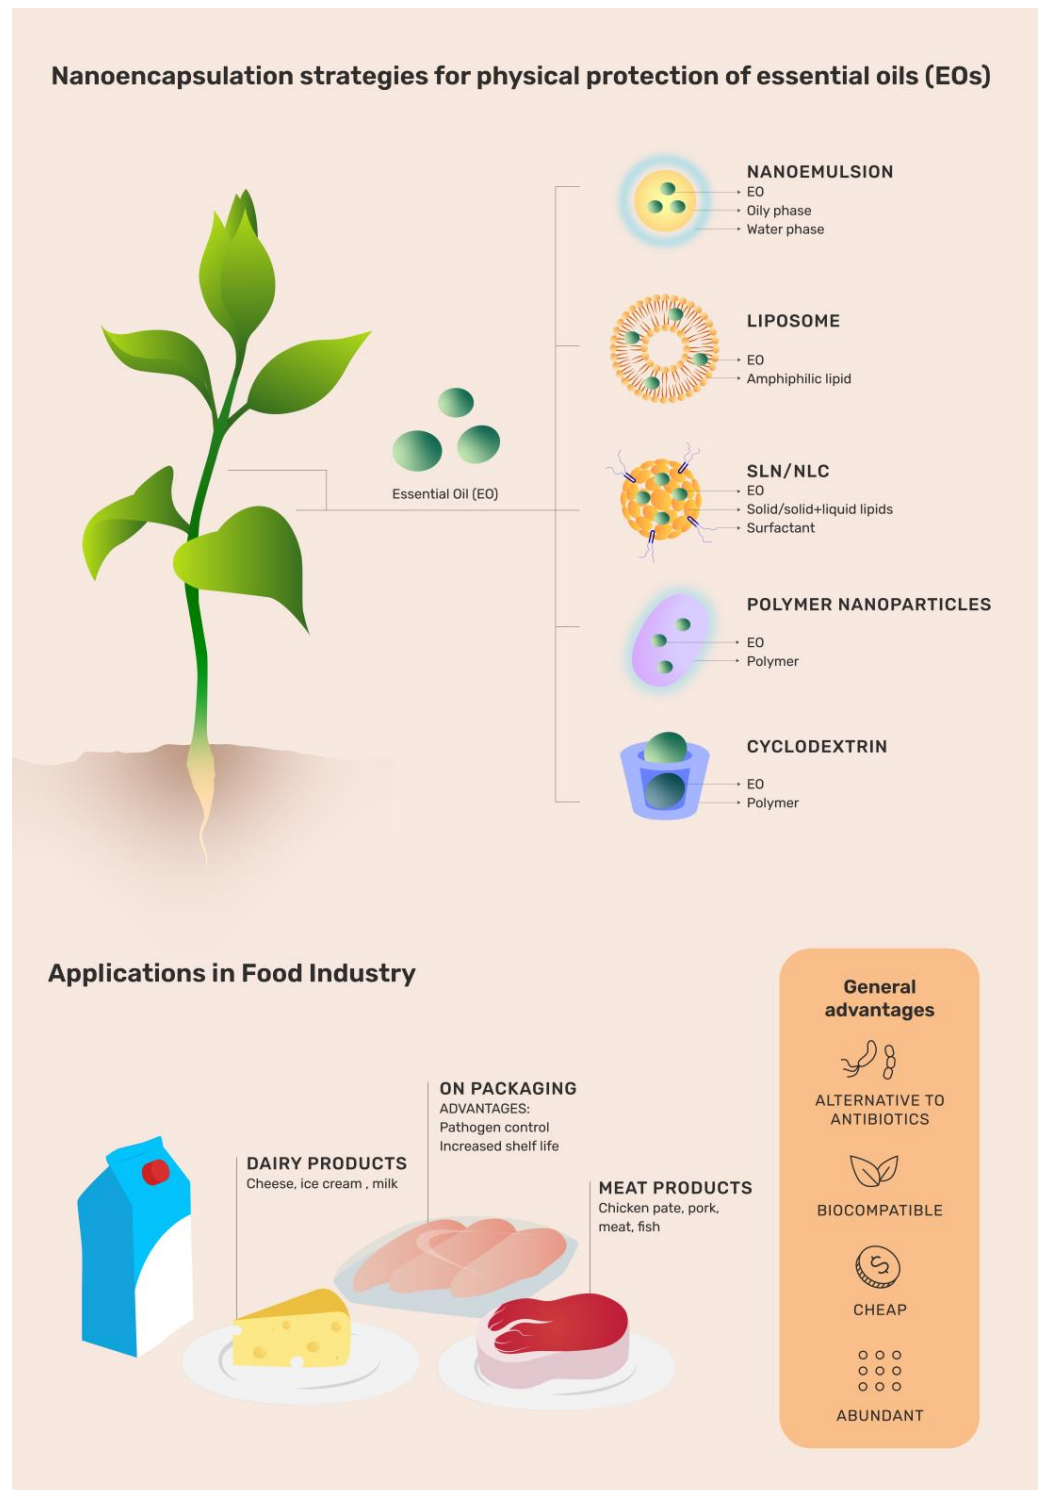 Nanoencapsulation strategies for physical protection of essential oils (EOs)
NANOEMULSION
EO
Oily phase
Water phase
LIPOSOME
EO
Amphiphilic lipid
Essential Oil (EO)
SLN/NLC
EO
Solid/solid+liquid lipids
Surfactant
POLYMER NANOPARTICLES
EO
Polymer
CYCLODEXTRIN
EO
Polymer
Applications in Food Industry
ON PACKAGING
ADVANTAGES:
Pathogen control
Increased shelf life
DAIRY PRODUCTS
Cheese, ice cream , milk
MEAT PRODUCTS
Chicken pate, pork,
meat, fish
General
advantages
ALTERNATIVE TO
ANTIBIOTICS
BIOCOMPATIBLE
CHEAP
ABUNDANT